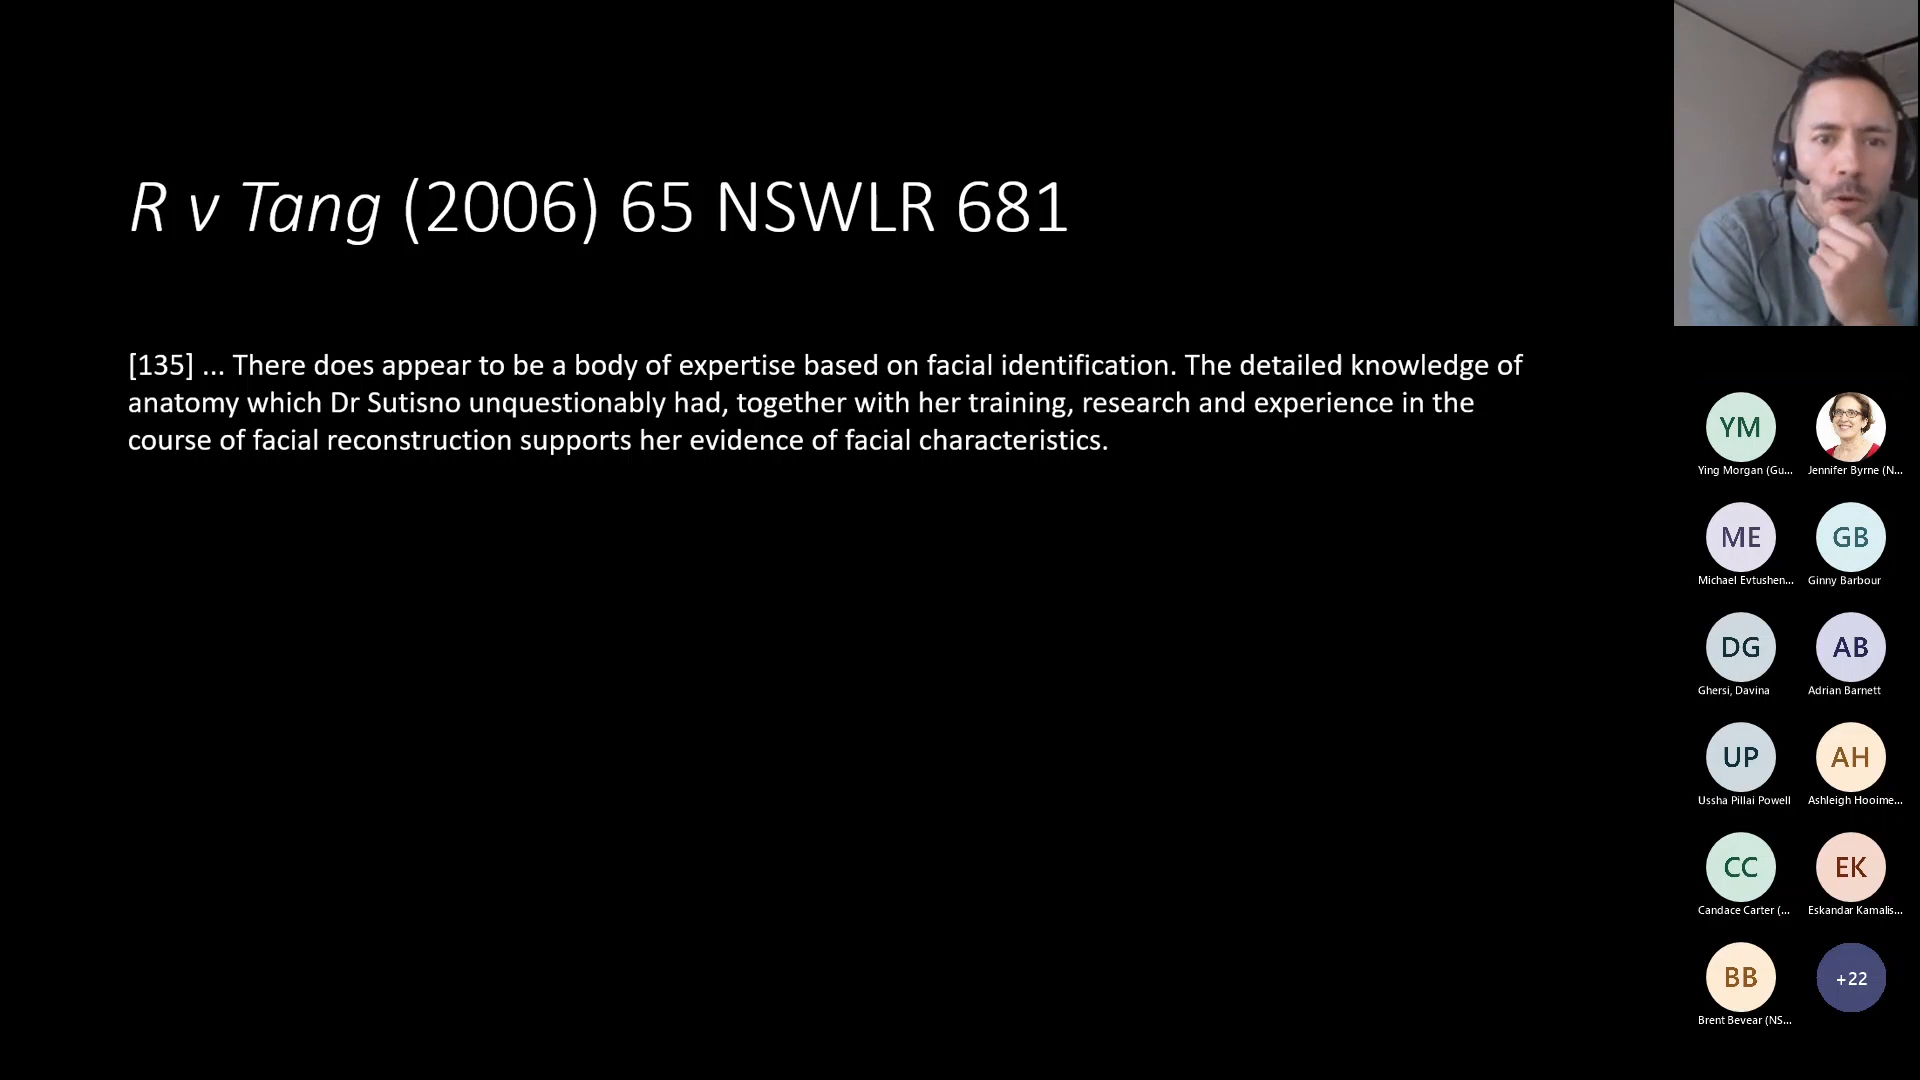 R v Tang (2006) 65 NSWLR 681
[135] ... There does appear to be a body of expertise based on facial identification. The detailed knowledge of
anatomy which Dr Sutisno unquestionably had, together with her training, research and experience in the
course of facial reconstruction supports her evidence of facial characteristics.
YM
Ying Morgan (Gu...
Jennifer Byrne (N...
ME
Michael Evtushen...
GB
Ginny Barbour
DG
Ghersi, Davina
AB
Adrian Barnett
UP
Ussha Pillai Powell
AH
Ashleigh Hooime...
CC
Candace Carter (...
EK
Eskandar Kamalis...
BB
Brent Bevear (NS...
+22